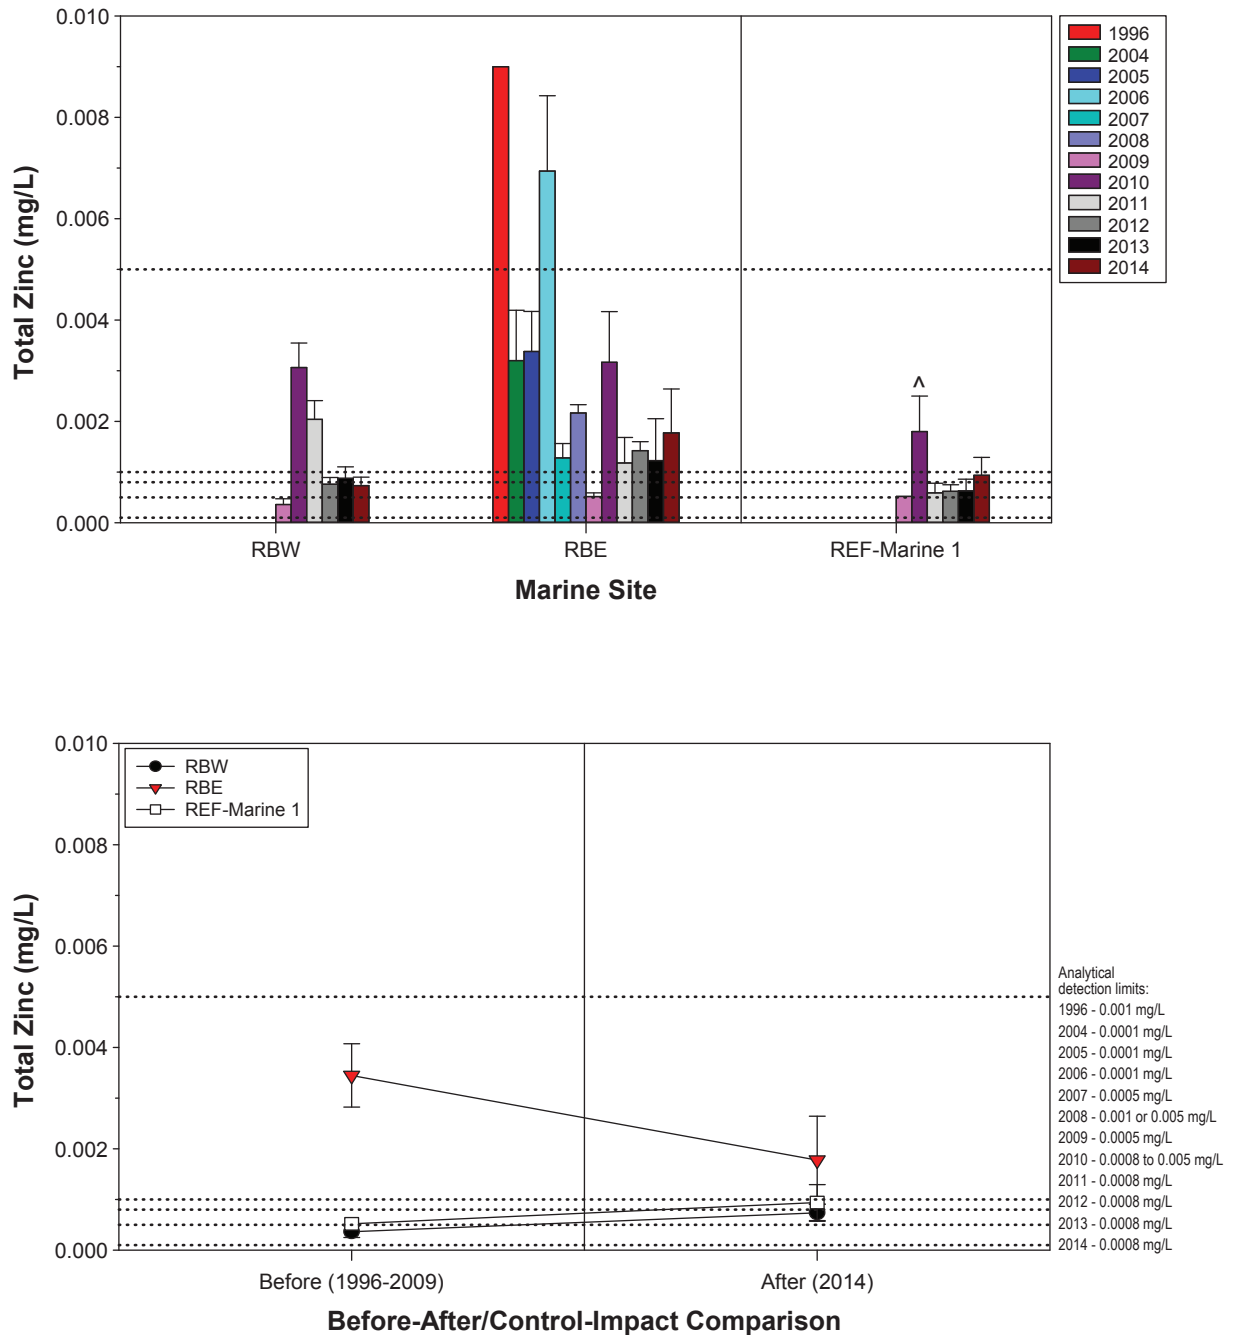 0.010
0.008
0.006
0.004
0.002
0.000
Total Zinc (mg/L)
^
RBW
RBE
REF-Marine 1
Marine Site
1996
2004
2005
2006
2007
2008
2009
2010
2011
2012
2013
2014
0.010
0.008
0.006
0.004
0.002
0.000
Total Zinc (mg/L)
RBW
RBE
REF-Marine 1
Before (1996-2009)
After (2014)
Before-After/Control-Impact Comparison
Analytical
detection limits:
1996 - 0.001 mg/L
2004 - 0.0001 mg/L
2005 - 0.0001 mg/L
2006 - 0.0001 mg/L
2007 - 0.0005 mg/L
2008 - 0.001 or 0.005 mg/L
2009 - 0.0005 mg/L
2010 - 0.0008 to 0.005 mg/L
2011 - 0.0008 mg/L
2012 - 0.0008 mg/L
2013 - 0.0008 mg/L
2014 - 0.0008 mg/L